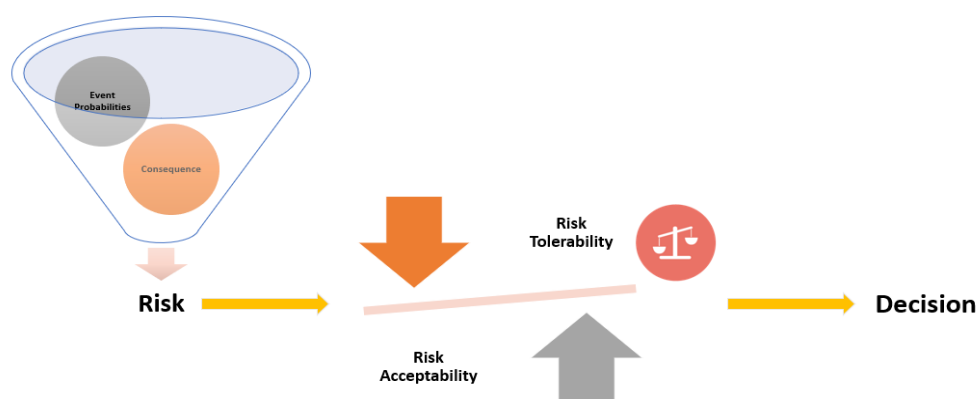 Event
Probabilities
Consequence
Risk
Risk
Acceptability
Risk
Tolerability
Decision